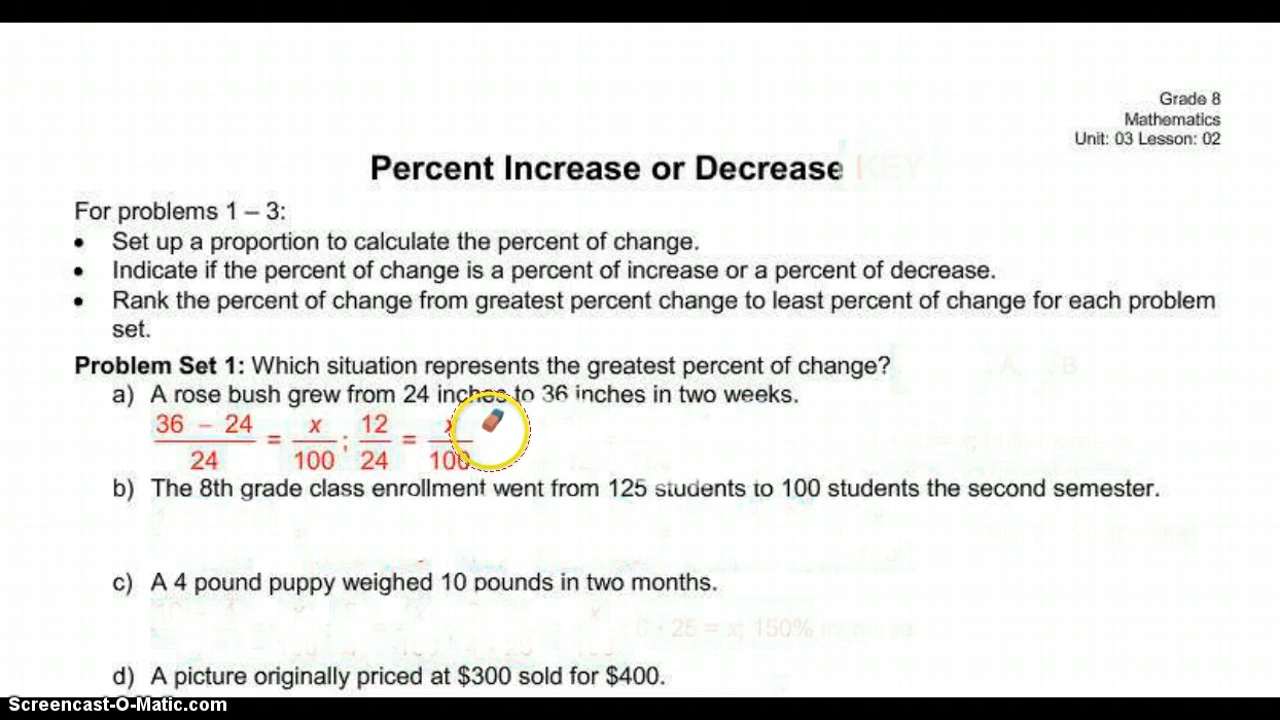 Grade 8
Mathematics
Unit: 03 Lesson: 02
Percent Increase or Decrease KEY
For problems 1 – 3:
• Set up a proportion to calculate the percent of change.
• Indicate if the percent of change is a percent of increase or a percent of decrease.
• Rank the percent of change from greatest percent change to least percent of change for each problem
set.
Problem Set 1: Which situation represents the greatest percent of change?
a) A rose bush grew from 24 inches to 36 inches in two weeks.
36 – 24 / 24 = x / 100 ; 12 / 24 = x / 100
b) The 8th grade class enrollment went from 125 students to 100 students the second semester.
c) A 4 pound puppy weighed 10 pounds in two months.
6 • 25 = x; 150% increase
d) A picture originally priced at $300 sold for $400.
Screencast-O-Matic.com